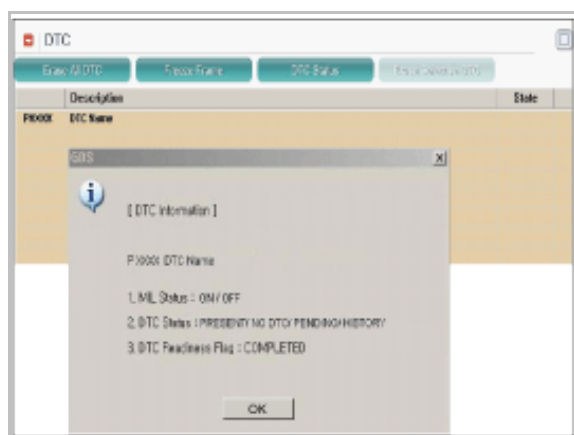 DTC
Erase All DTC Freeze Frame DTC Status
Description State
PXXXX DTC Name
GDS
[ DTC Information ]
PXXXX DTC Name
1. MIL Status : ON / OFF
2. DTC Status : PRESENT/ NO DTC/ PENDING/HISTORY
3. DTC Readiness Flag : COMPLETED
OK